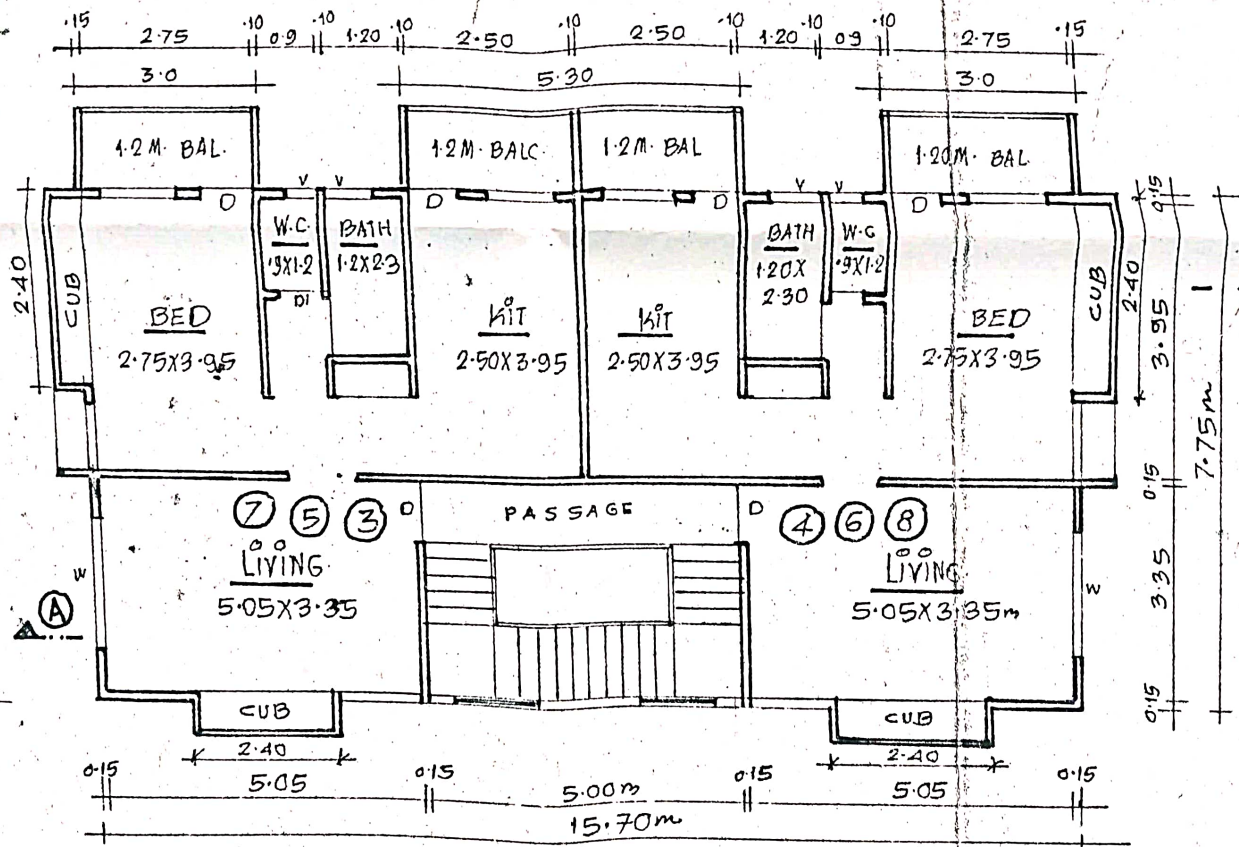 ·15 ·10 ·10 ·10 ·10 ·10 ·10 ·10 ·15
2.75 0.9 1.20 2.50 2.50 1.20 0.9 2.75
3.0 5.30 3.0
1.2 M. BAL. 1.2 M. BALC. 1.2 M. BAL 1.20 M. BAL
D V V D D V V D
W.C. BATH BATH W.C
·9X1.2 1.2X2.3 1.20X ·9X1.2
2.30
D1
2.40 CUB CUB 2.40
BED KIT KIT BED
2.75X3.95 2.50X3.95 2.50X3.95 2.75X3.95
0.15
3.95
0.15
3.35
0.15
7.75m
7 5 3 D PASSAGE D 4 6 8
LIVING LIVING
5.05X3.35 5.05X3.35m
W W
A
CUB CUB
2.40 2.40
0.15 5.05 0.15 5.00m 0.15 5.05 0.15
15.70m